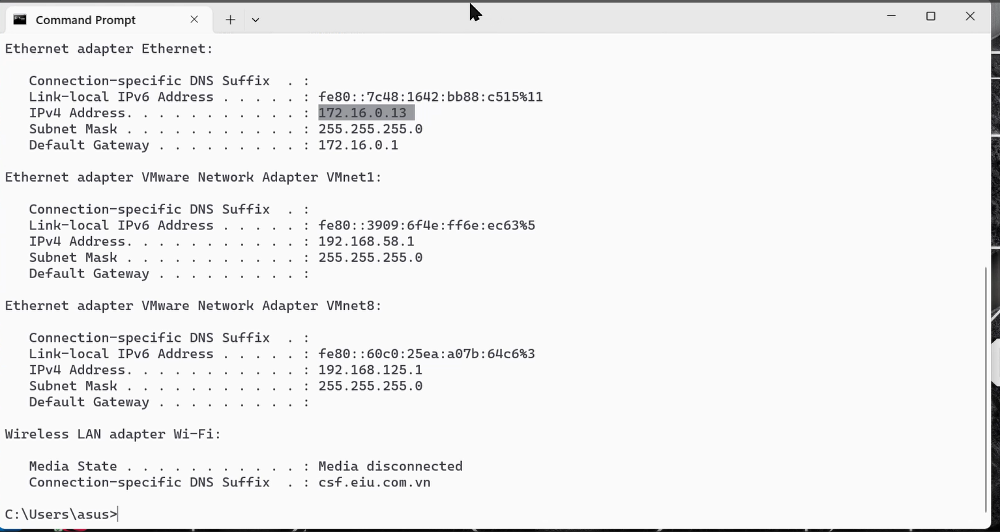 Command Prompt
Ethernet adapter Ethernet:
Connection-specific DNS Suffix  . :
Link-local IPv6 Address . . . . . : fe80::7c48:1642:bb88:c515%11
IPv4 Address. . . . . . . . . . . : 172.16.0.13
Subnet Mask . . . . . . . . . . . : 255.255.255.0
Default Gateway . . . . . . . . . : 172.16.0.1
Ethernet adapter VMware Network Adapter VMnet1:
Connection-specific DNS Suffix  . :
Link-local IPv6 Address . . . . . : fe80::3909:6f4e:ff6e:ec63%5
IPv4 Address. . . . . . . . . . . : 192.168.58.1
Subnet Mask . . . . . . . . . . . : 255.255.255.0
Default Gateway . . . . . . . . . :
Ethernet adapter VMware Network Adapter VMnet8:
Connection-specific DNS Suffix  . :
Link-local IPv6 Address . . . . . : fe80::60c0:25ea:a07b:64c6%3
IPv4 Address. . . . . . . . . . . : 192.168.125.1
Subnet Mask . . . . . . . . . . . : 255.255.255.0
Default Gateway . . . . . . . . . :
Wireless LAN adapter Wi-Fi:
Media State . . . . . . . . . . . : Media disconnected
Connection-specific DNS Suffix  . : csf.eiu.com.vn
C:\Users\asus>